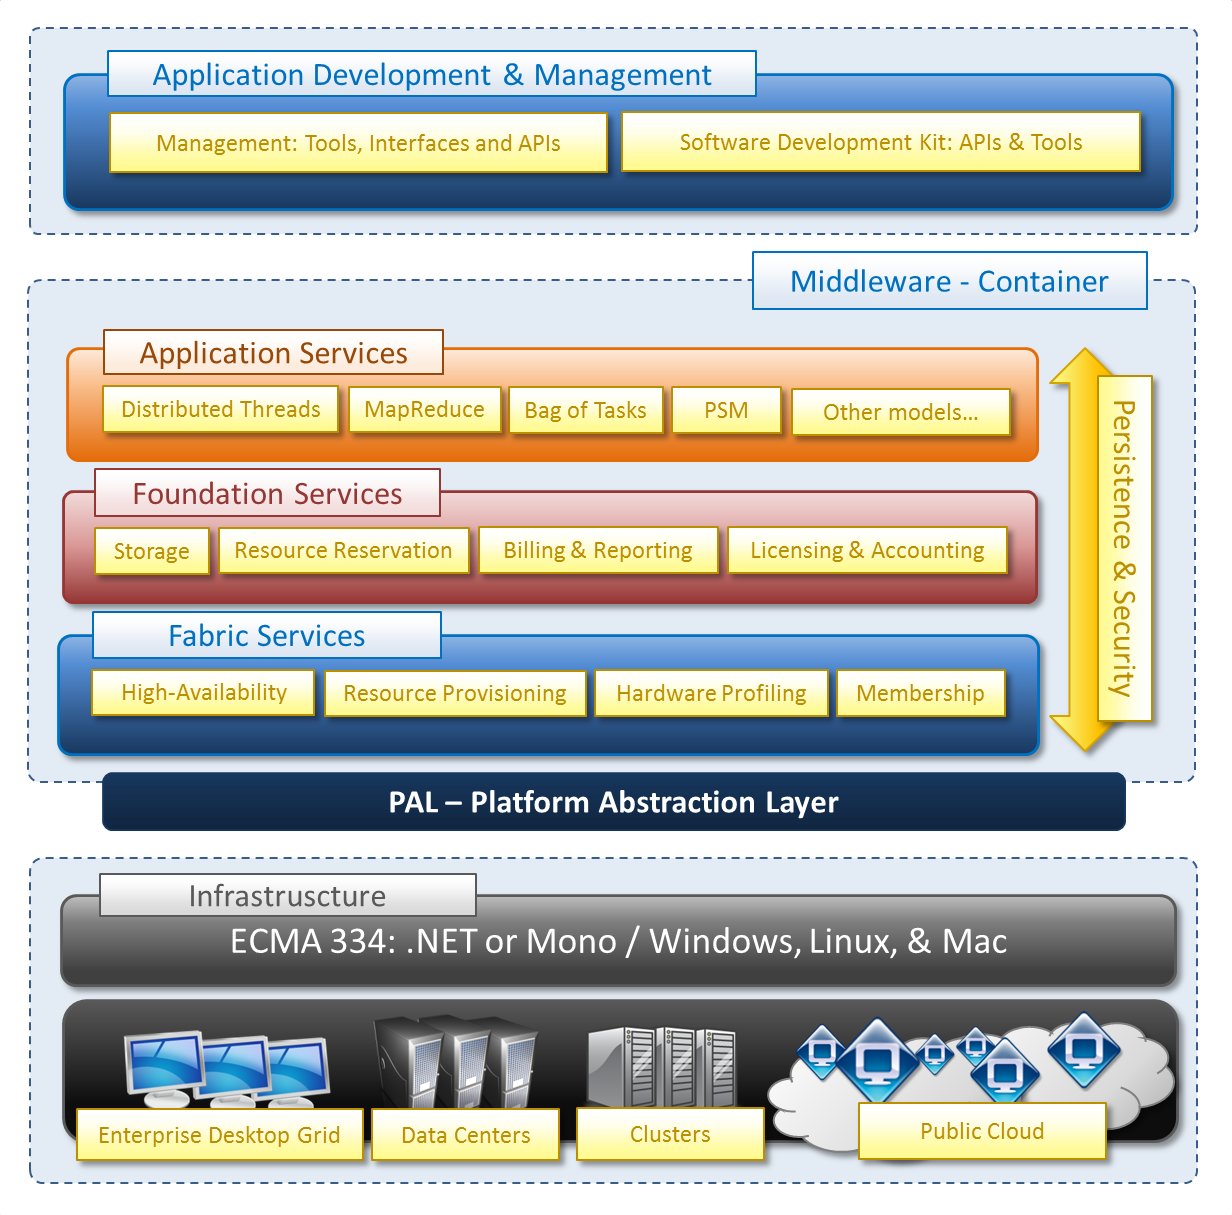 Application Development & Management
Management: Tools, Interfaces and APIs
Software Development Kit: APIs & Tools
Middleware - Container
Application Services
Distributed Threads
MapReduce
Bag of Tasks
PSM
Other models...
Persistence & Security
Foundation Services
Storage
Resource Reservation
Billing & Reporting
Licensing & Accounting
Fabric Services
High-Availability
Resource Provisioning
Hardware Profiling
Membership
PAL – Platform Abstraction Layer
Infrastruscture
ECMA 334: .NET or Mono / Windows, Linux, & Mac
Enterprise Desktop Grid
Data Centers
Clusters
Public Cloud